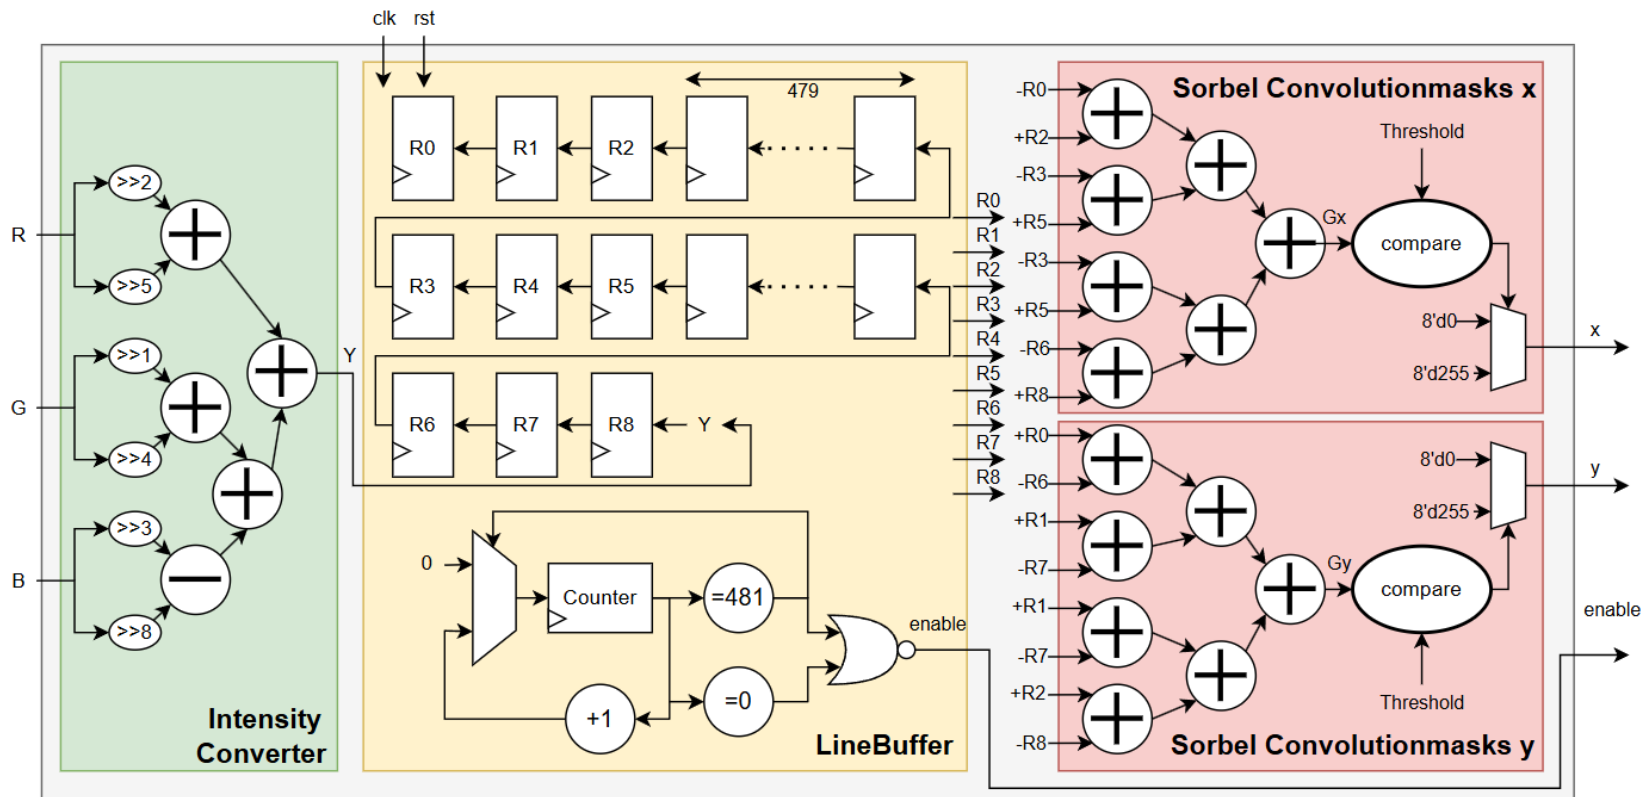 clk rst
R
G
B
>>2
>>5
>>1
>>4
>>3
>>8
Y
Intensity
Converter
479
R0 R1 R2
R3 R4 R5
R6 R7 R8 Y
0
Counter
=481
=0
+1
enable
LineBuffer
R0
R1
R2
R3
R4
R5
R6
R7
R8
Sorbel Convolutionmasks x
-R0
+R2
-R3
+R5
-R3
+R5
-R6
+R8
Gx
Threshold
compare
8'd0
8'd255
x
+R0
-R6
+R1
-R7
+R1
-R7
+R2
-R8
Gy
8'd0
8'd255
compare
Threshold
y
enable
Sorbel Convolutionmasks y